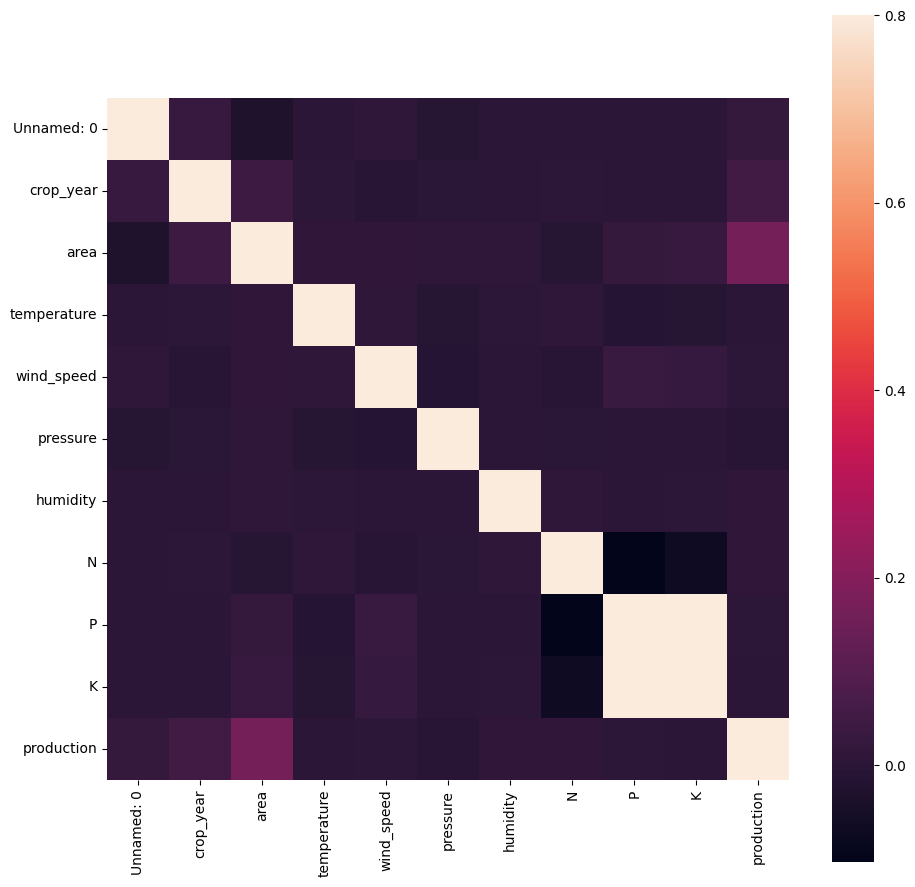 0.8
Unnamed: 0
crop_year
0.6
area
temperature
wind_speed
0.4
pressure
humidity
N
0.2
P
K
production
0.0
Unnamed: 0
crop_year
area
temperature
wind_speed
pressure
humidity
N
P
K
production